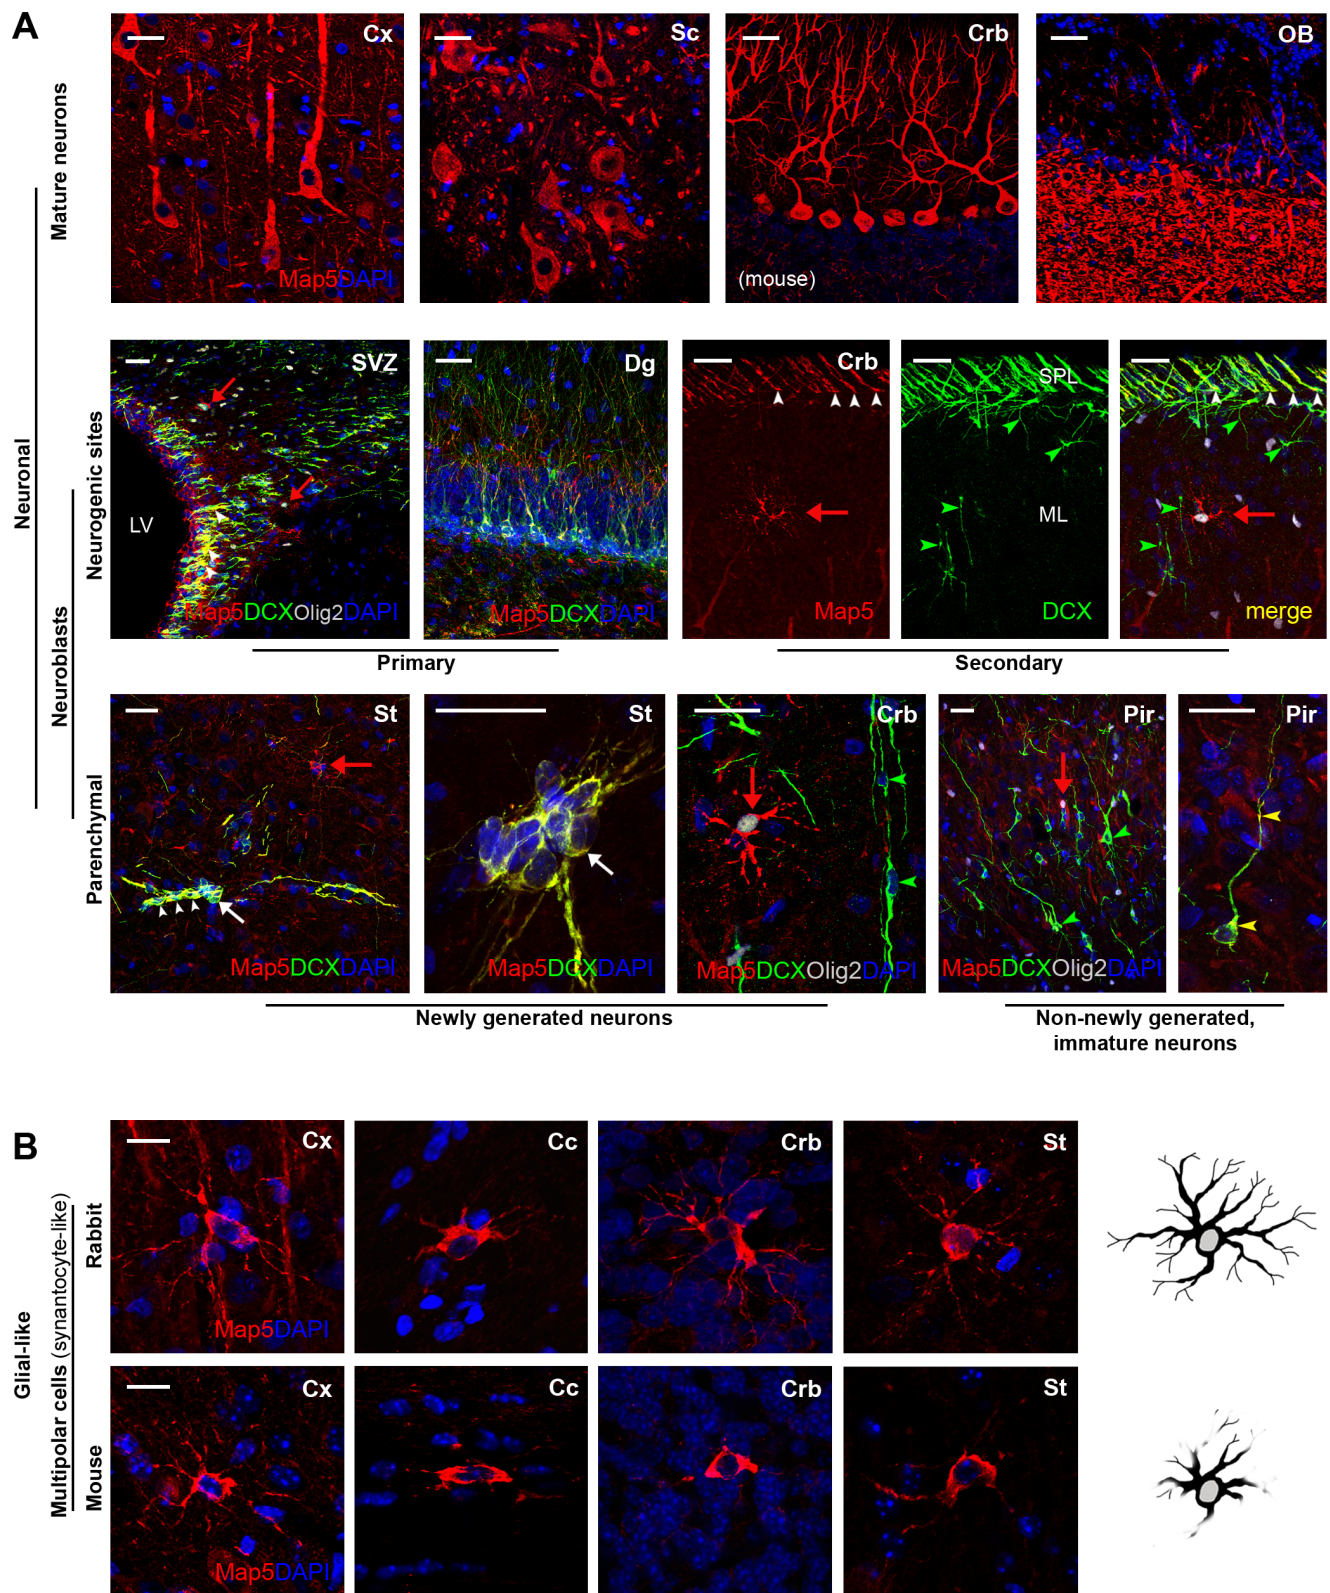 A
Neuronal
Mature neurons
Cx
Map5DAPI
Sc
Crb
(mouse)
OB
Neuroblasts
Neurogenic sites
SVZ
LV
Map5DCXOlig2DAPI
Dg
Map5DCXDAPI
Crb
Map5
SPL
ML
DCX
merge
Primary
Secondary
Parenchymal
St
Map5DCXDAPI
St
Map5DCXDAPI
Crb
Map5DCXOlig2DAPI
Pir
Map5DCXOlig2DAPI
Pir
Newly generated neurons
Non-newly generated,
immature neurons
B
Glial-like
Multipolar cells (synantocyte-like)
Rabbit
Cx
Map5DAPI
Cc
Crb
St
Mouse
Cx
Map5DAPI
Cc
Crb
St